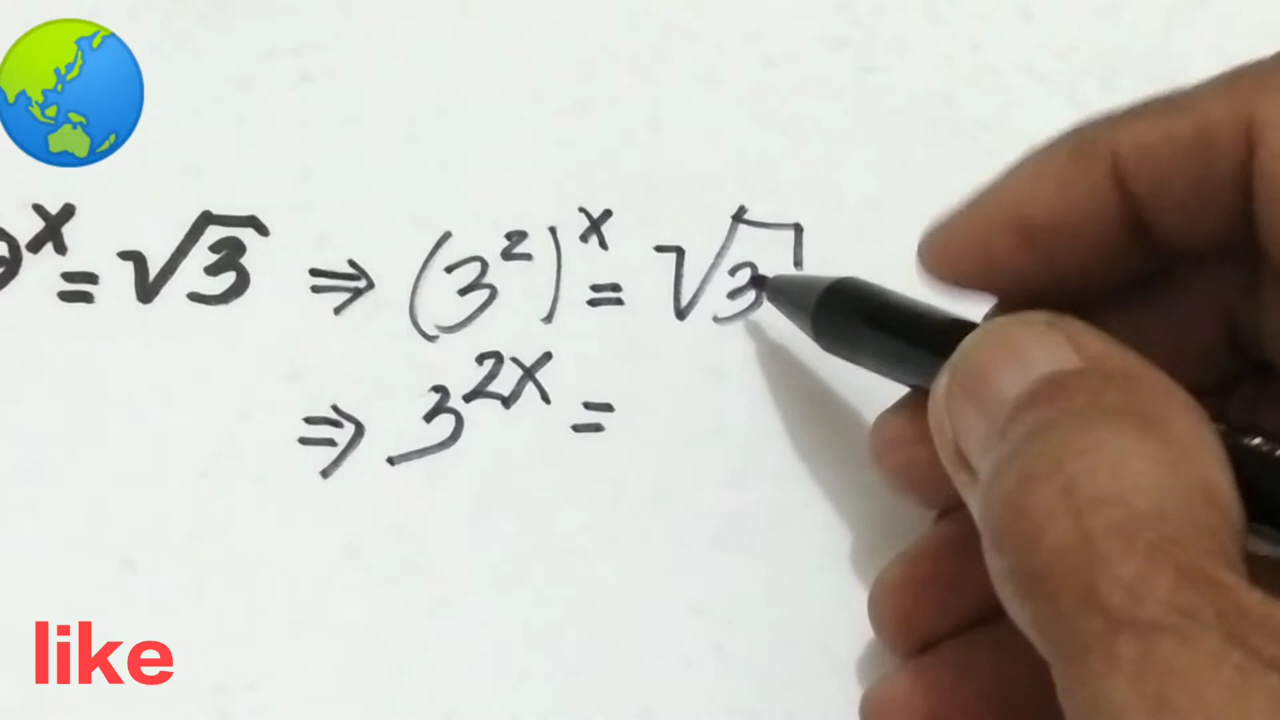 x = √3 ⇒ (3²)ˣ = √3
⇒ 3²ˣ =
like